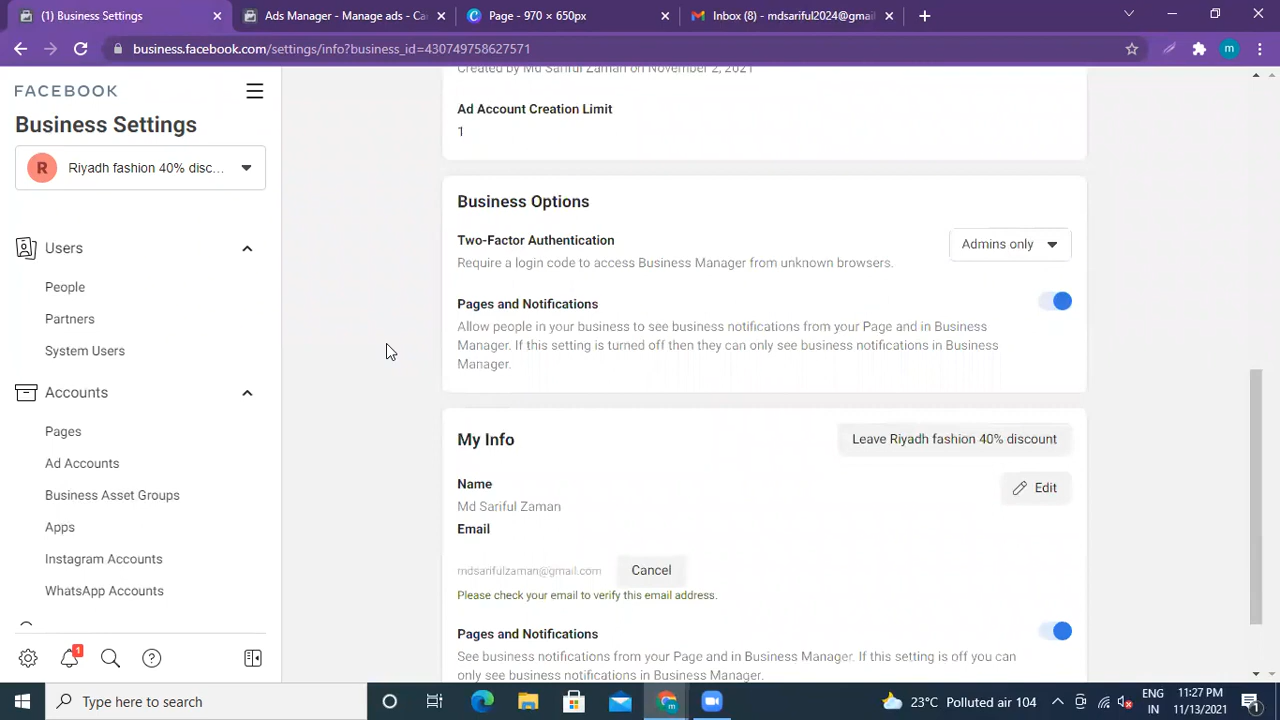 Business Settings
Ads Manager - Manage ads - Ca
Page - 970 × 650px
Inbox (8) - mdsariful2024@gmail
business.facebook.com/settings/info?business_id=430749758627571
m
FACEBOOK
Business Settings
R
Riyadh fashion 40% disc...
Users
People
Partners
System Users
Accounts
Pages
Ad Accounts
Business Asset Groups
Apps
Instagram Accounts
WhatsApp Accounts
1
Created by Md Sariful Zaman on November 2, 2021
Ad Account Creation Limit
1
Business Options
Two-Factor Authentication
Admins only
Require a login code to access Business Manager from unknown browsers.
Pages and Notifications
Allow people in your business to see business notifications from your Page and in Business
Manager. If this setting is turned off then they can only see business notifications in Business
Manager.
My Info
Leave Riyadh fashion 40% discount
Name
Edit
Md Sariful Zaman
Email
mdsarifulzaman@gmail.com
Cancel
Please check your email to verify this email address.
Pages and Notifications
See business notifications from your Page and in Business Manager. If this setting is off you can
only see business notifications in Business Manager.
Type here to search
23°C Polluted air 104
ENG
IN
11:27 PM
11/13/2021
1